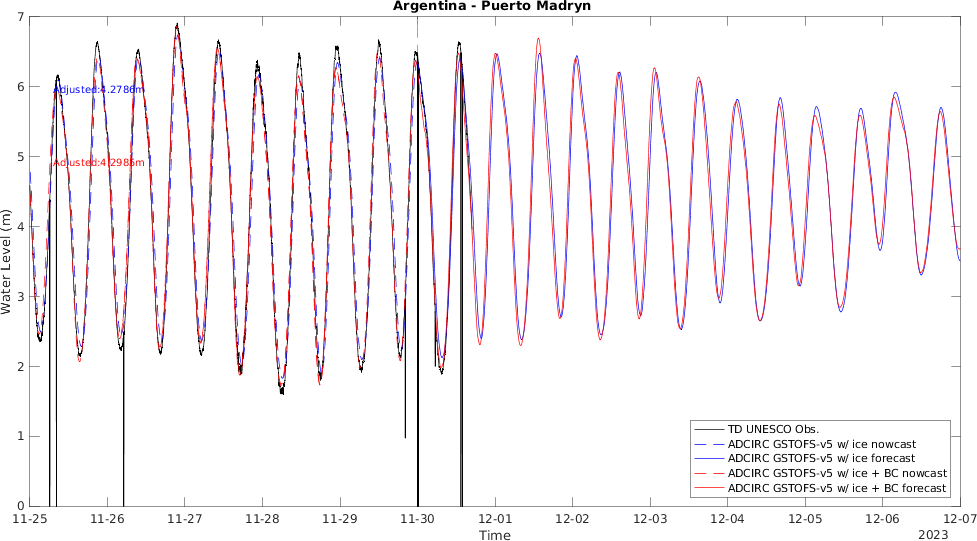 Argentina - Puerto Madryn
7
6
5
4
3
2
1
0
Water Level (m)
Adjusted:4.2786m
Adjusted:4.2985m
TD UNESCO Obs.
ADCIRC GSTOFS-v5 w/ ice nowcast
ADCIRC GSTOFS-v5 w/ ice forecast
ADCIRC GSTOFS-v5 w/ ice + BC nowcast
ADCIRC GSTOFS-v5 w/ ice + BC forecast
11-25 11-26 11-27 11-28 11-29 11-30 12-01 12-02 12-03 12-04 12-05 12-06 12-07
Time
2023